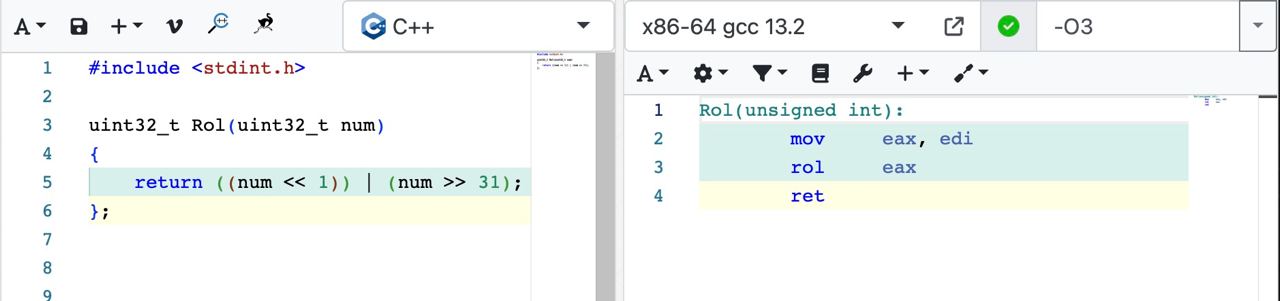 A
+
C++
1 #include <stdint.h>
2
3 uint32_t Rol(uint32_t num)
4 {
5     return ((num << 1)) | (num >> 31);
6 };
7
8
9
x86-64 gcc 13.2
-O3
A
+
1 Rol(unsigned int):
2         mov     eax, edi
3         rol     eax
4         ret